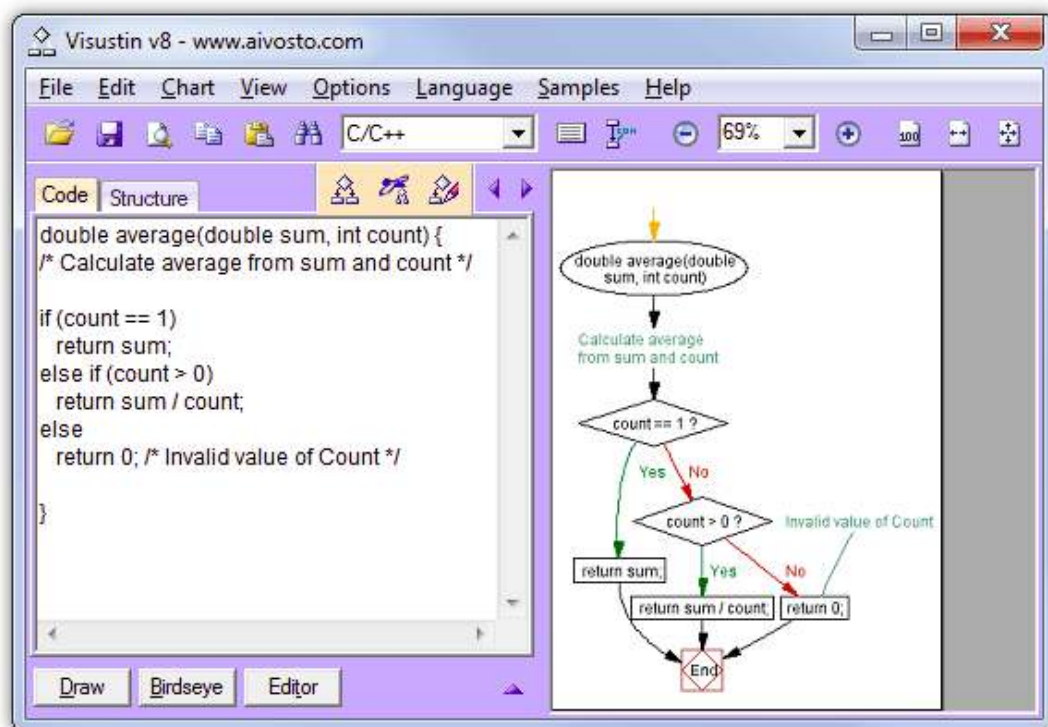 Visustin v8 - www.aivosto.com
File Edit Chart View Options Language Samples Help
C/C++ 69% 100
Code Structure
double average(double sum, int count) {
/* Calculate average from sum and count */
if (count == 1)
return sum;
else if (count > 0)
return sum / count;
else
return 0; /* Invalid value of Count */
}
Draw Birdseye Editor
double average(double
sum, int count)
Calculate average
from sum and count
count == 1 ?
Yes No
count > 0 ? Invalid value of Count
return sum; Yes No
return sum / count; return 0;
End